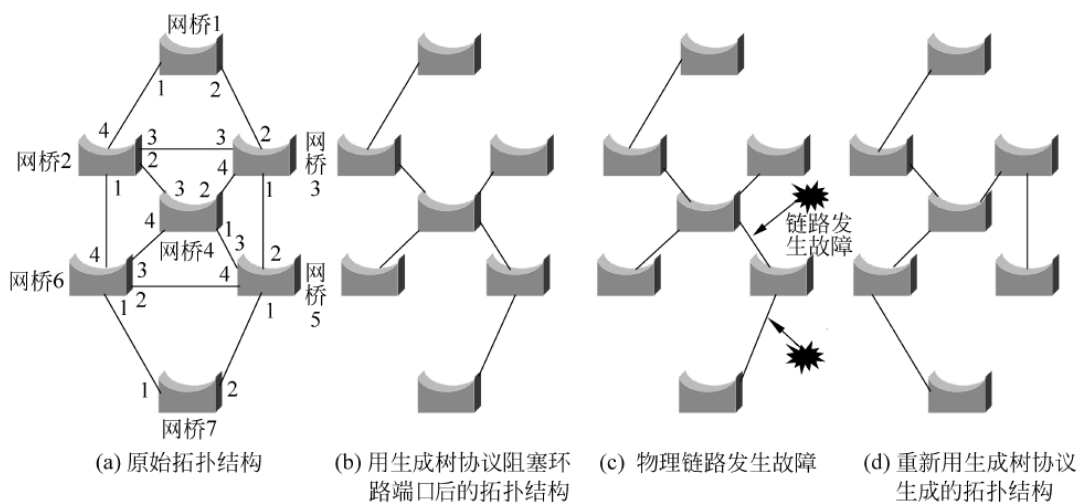 网桥1
1 2
4 3 3 2
网桥2 2 4 网桥3
1 3 2 1
4 网桥4 1
4 3 3 2
网桥6 2 4 网桥5
1 1
1 2
网桥7
链路发
生故障
(a) 原始拓扑结构
(b) 用生成树协议阻塞环
路端口后的拓扑结构
(c) 物理链路发生故障
(d) 重新用生成树协议
生成的拓扑结构